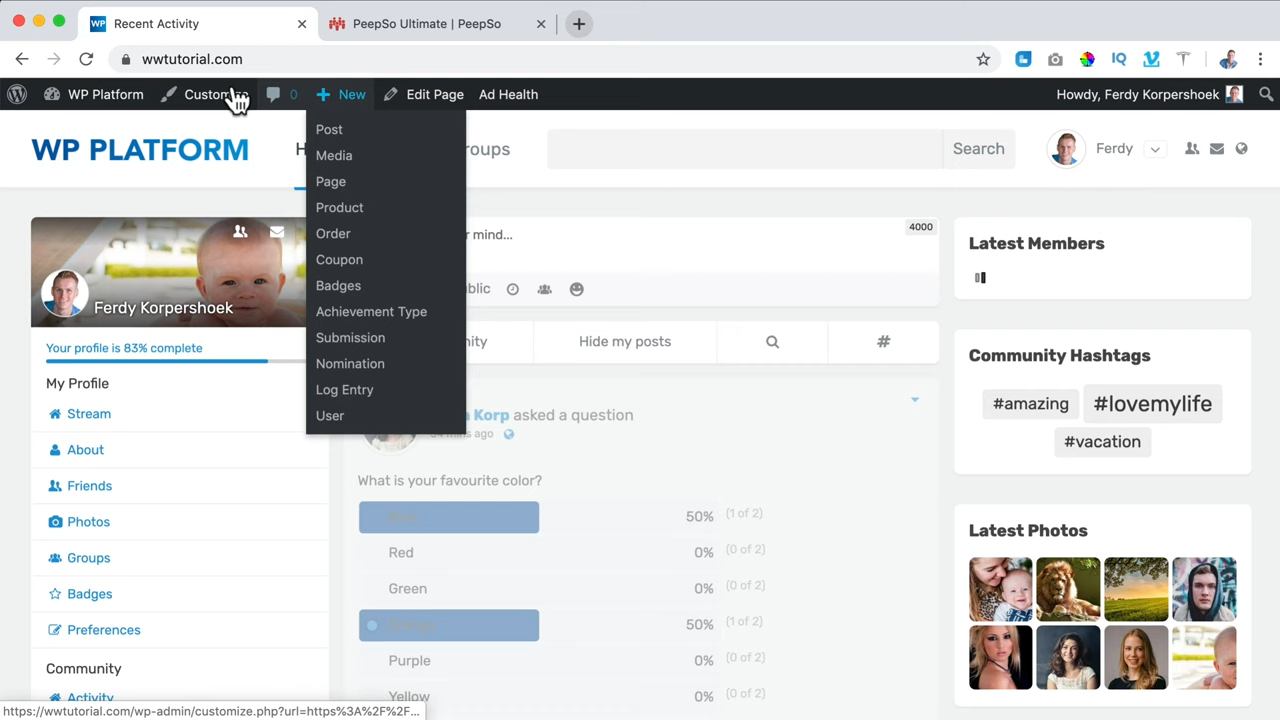 WP Recent Activity
PeepSo Ultimate | PeepSo
wwtutorial.com
WP Platform
0
New
Edit Page
Ad Health
Howdy, Ferdy Korpershoek
WP PLATFORM
Search
Ferdy
Post
Media
Page
Product
Order
Coupon
Badges
Achievement Type
Submission
Nomination
Log Entry
User
Ferdy Korpershoek
Your profile is 83% complete
My Profile
Stream
About
Friends
Photos
Groups
Badges
Preferences
Community
Activity
mind...
4000
Hide my posts
#
Korp asked a question
mins ago
What is your favourite color?
50% (1 of 2)
Red 0% (0 of 2)
Green 0% (0 of 2)
50% (1 of 2)
Purple 0% (0 of 2)
Yellow 0% (0 of 2)
Latest Members
Community Hashtags
#amazing #lovemylife
#vacation
Latest Photos
https://wwtutorial.com/wp-admin/customize.php?url=https%3A%2F%2F...